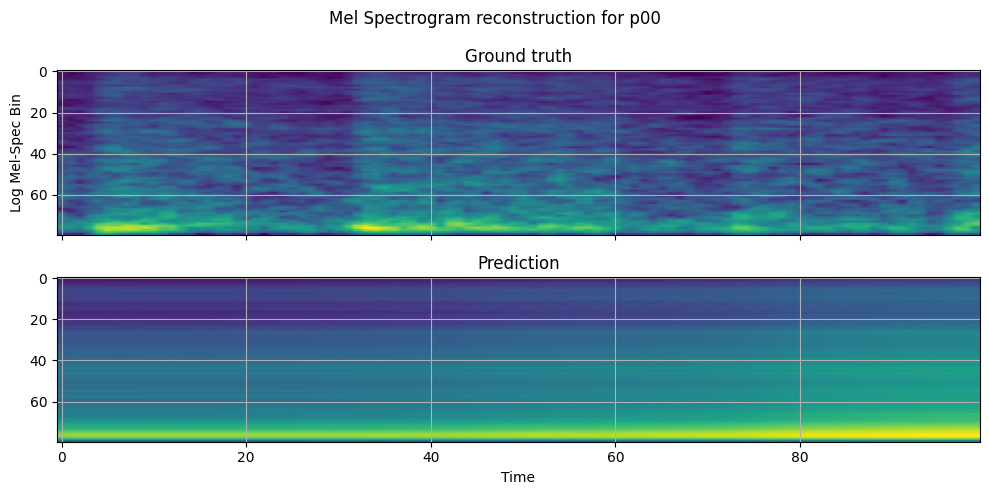 Mel Spectrogram reconstruction for p00
Ground truth
Log Mel-Spec Bin
0
20
40
60
Prediction
0
20
40
60
0 20 40 60 80
Time